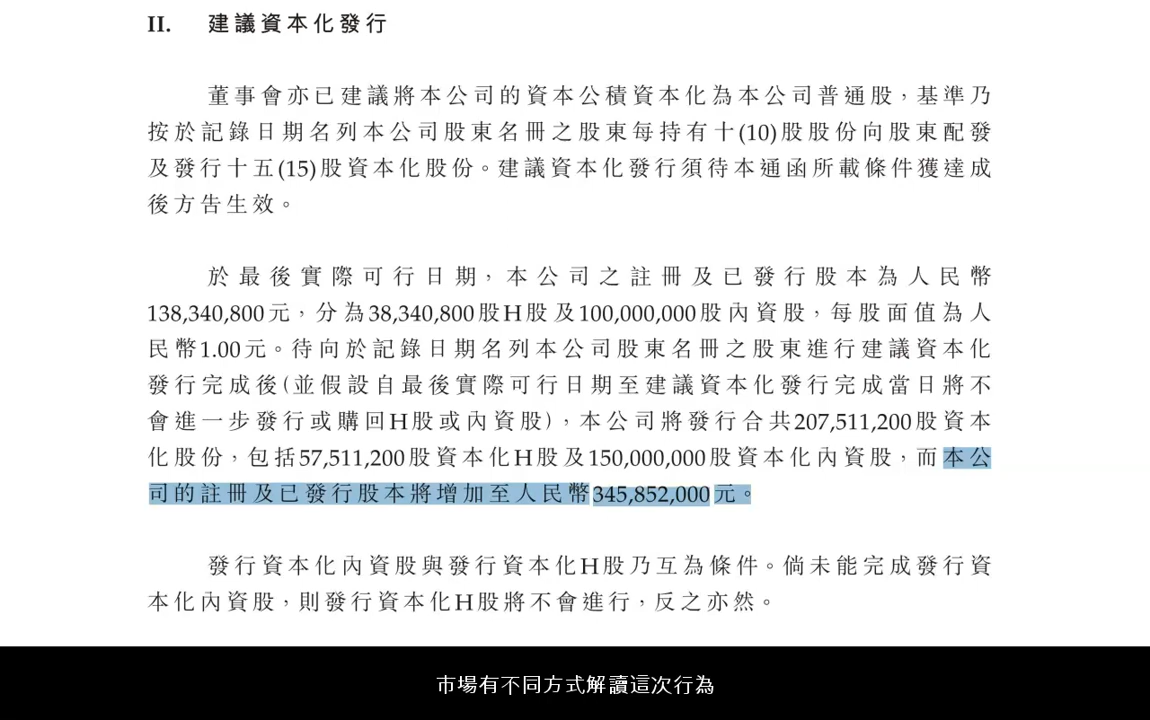 II. 建議資本化發行
董事會亦已建議將本公司的資本公積資本化為本公司普通股，基準乃
按於記錄日期名列本公司股東名冊之股東每持有十(10)股股份向股東配發
及發行十五(15)股資本化股份。建議資本化發行須待本通函所載條件獲達成
後方告生效。
於最後實際可行日期，本公司之註冊及已發行股本為人民幣
138,340,800元，分為38,340,800股H股及100,000,000股內資股，每股面值為人
民幣1.00元。待向於記錄日期名列本公司股東名冊之股東進行建議資本化
發行完成後(並假設自最後實際可行日期至建議資本化發行完成當日將不
會進一步發行或購回H股或內資股)，本公司將發行合共207,511,200股資本
化股份，包括57,511,200股資本化H股及150,000,000股資本化內資股，而本公
司的註冊及已發行股本將增加至人民幣345,852,000元。
發行資本化內資股與發行資本化H股乃互為條件。倘未能完成發行資
本化內資股，則發行資本化H股將不會進行，反之亦然。
市場有不同方式解讀這次行為